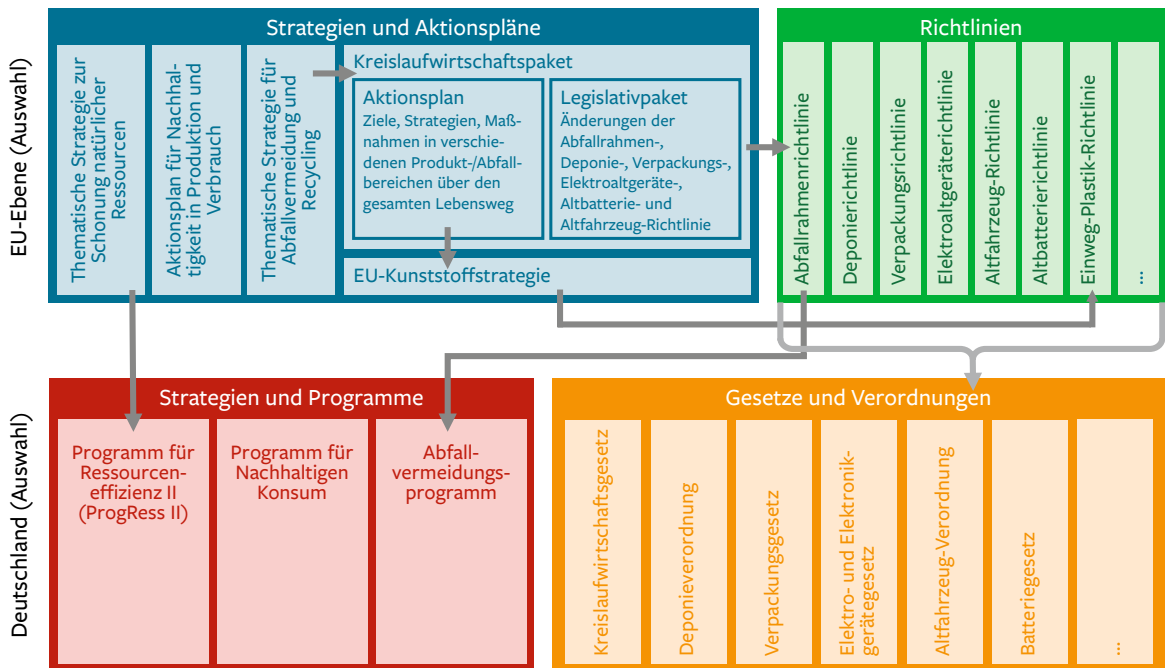 EU-Ebene (Auswahl)
Strategien und Aktionspläne
Thematische Strategie zur
Schonung natürlicher
Ressourcen
Aktionsplan für Nachhal-
tigkeit in Produktion und
Verbrauch
Thematische Strategie für
Abfallvermeidung und
Recycling
Kreislaufwirtschaftspaket
Aktionsplan
Ziele, Strategien, Maß-
nahmen in verschie-
denen Produkt-/Abfall-
bereichen über den
gesamten Lebensweg
Legislativpaket
Änderungen der
Abfallrahmen-,
Deponie-, Verpackungs-,
Elektroaltgeräte-,
Altbatterie- und
Altfahrzeug-Richtlinie
EU-Kunststoffstrategie
Richtlinien
Abfallrahmenrichtlinie
Deponierichtlinie
Verpackungsrichtlinie
Elektroaltgeräterichtlinie
Altfahrzeug-Richtlinie
Altbatterierichtlinie
Einweg-Plastik-Richtlinie
...
Deutschland (Auswahl)
Strategien und Programme
Programm für
Ressourcen-
effizienz II
(ProgRess II)
Programm für
Nachhaltigen
Konsum
Abfall-
vermeidungs-
programm
Gesetze und Verordnungen
Kreislaufwirtschaftsgesetz
Deponieverordnung
Verpackungsgesetz
Elektro- und Elektronik-
gerätegesetz
Altfahrzeug-Verordnung
Batteriegesetz
...